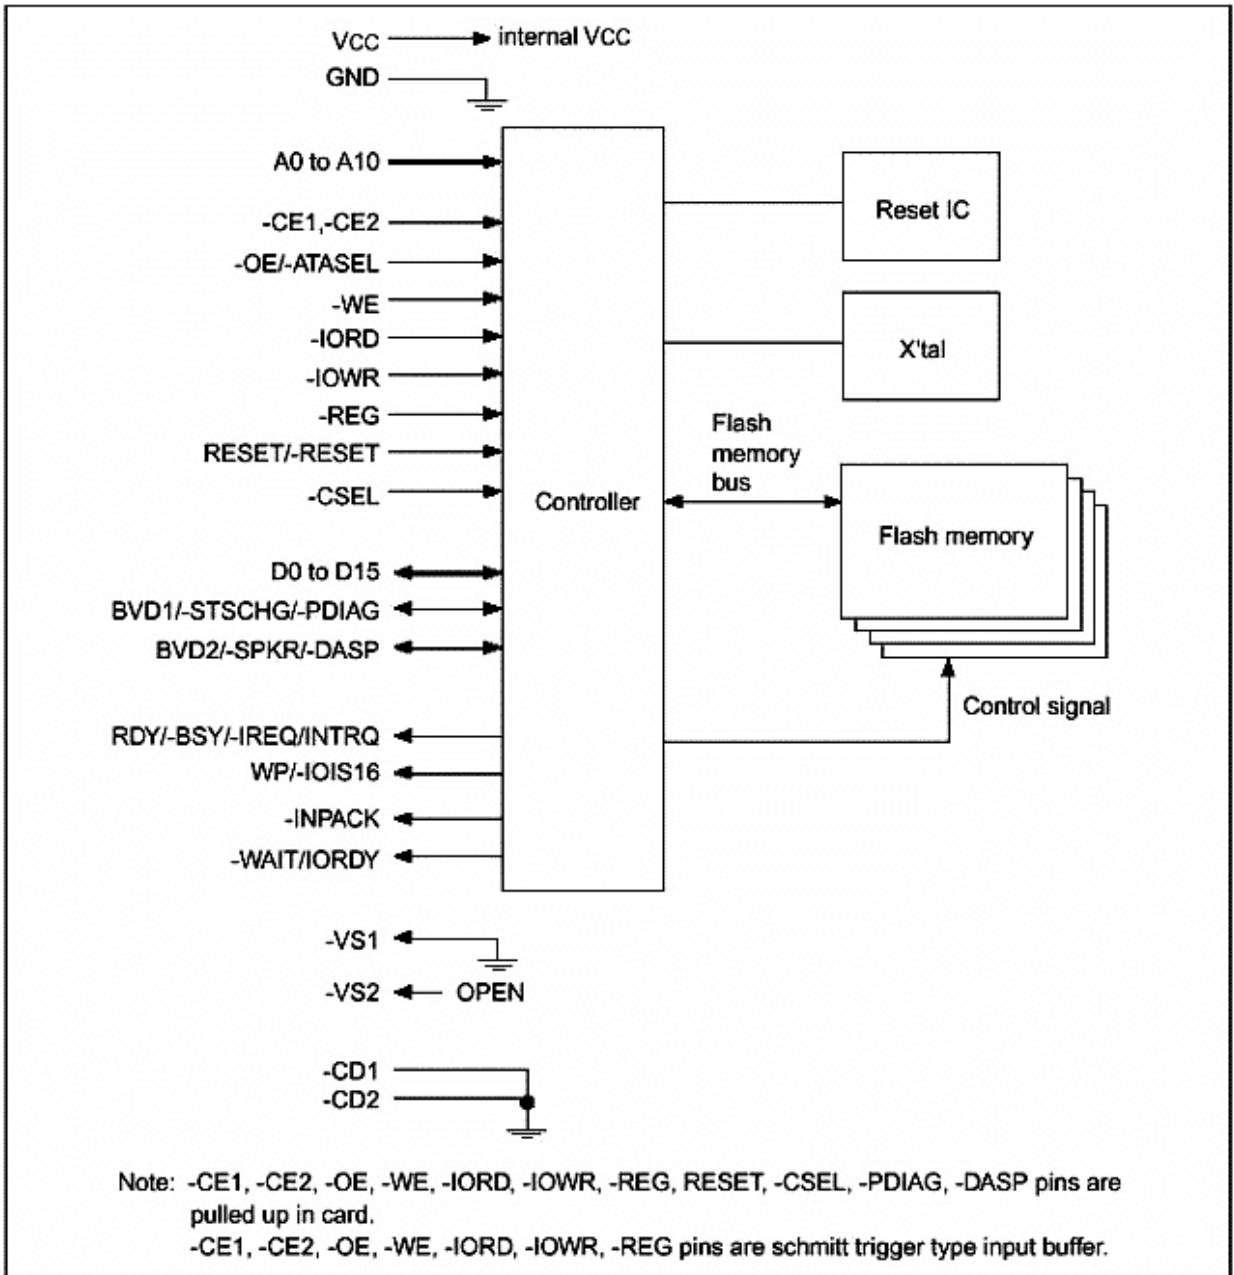 VCC
internal VCC
GND
A0 to A10
-CE1,-CE2
-OE/-ATASEL
-WE
-IORD
-IOWR
-REG
RESET/-RESET
-CSEL
D0 to D15
BVD1/-STSCHG/-PDIAG
BVD2/-SPKR/-DASP
RDY/-BSY/-IREQ/INTRQ
WP/-IOIS16
-INPACK
-WAIT/IORDY
Controller
Reset IC
X'tal
Flash
memory
bus
Flash memory
Control signal
-VS1
-VS2
OPEN
-CD1
-CD2
Note: -CE1, -CE2, -OE, -WE, -IORD, -IOWR, -REG, RESET, -CSEL, -PDIAG, -DASP pins are
pulled up in card.
-CE1, -CE2, -OE, -WE, -IORD, -IOWR, -REG pins are schmitt trigger type input buffer.